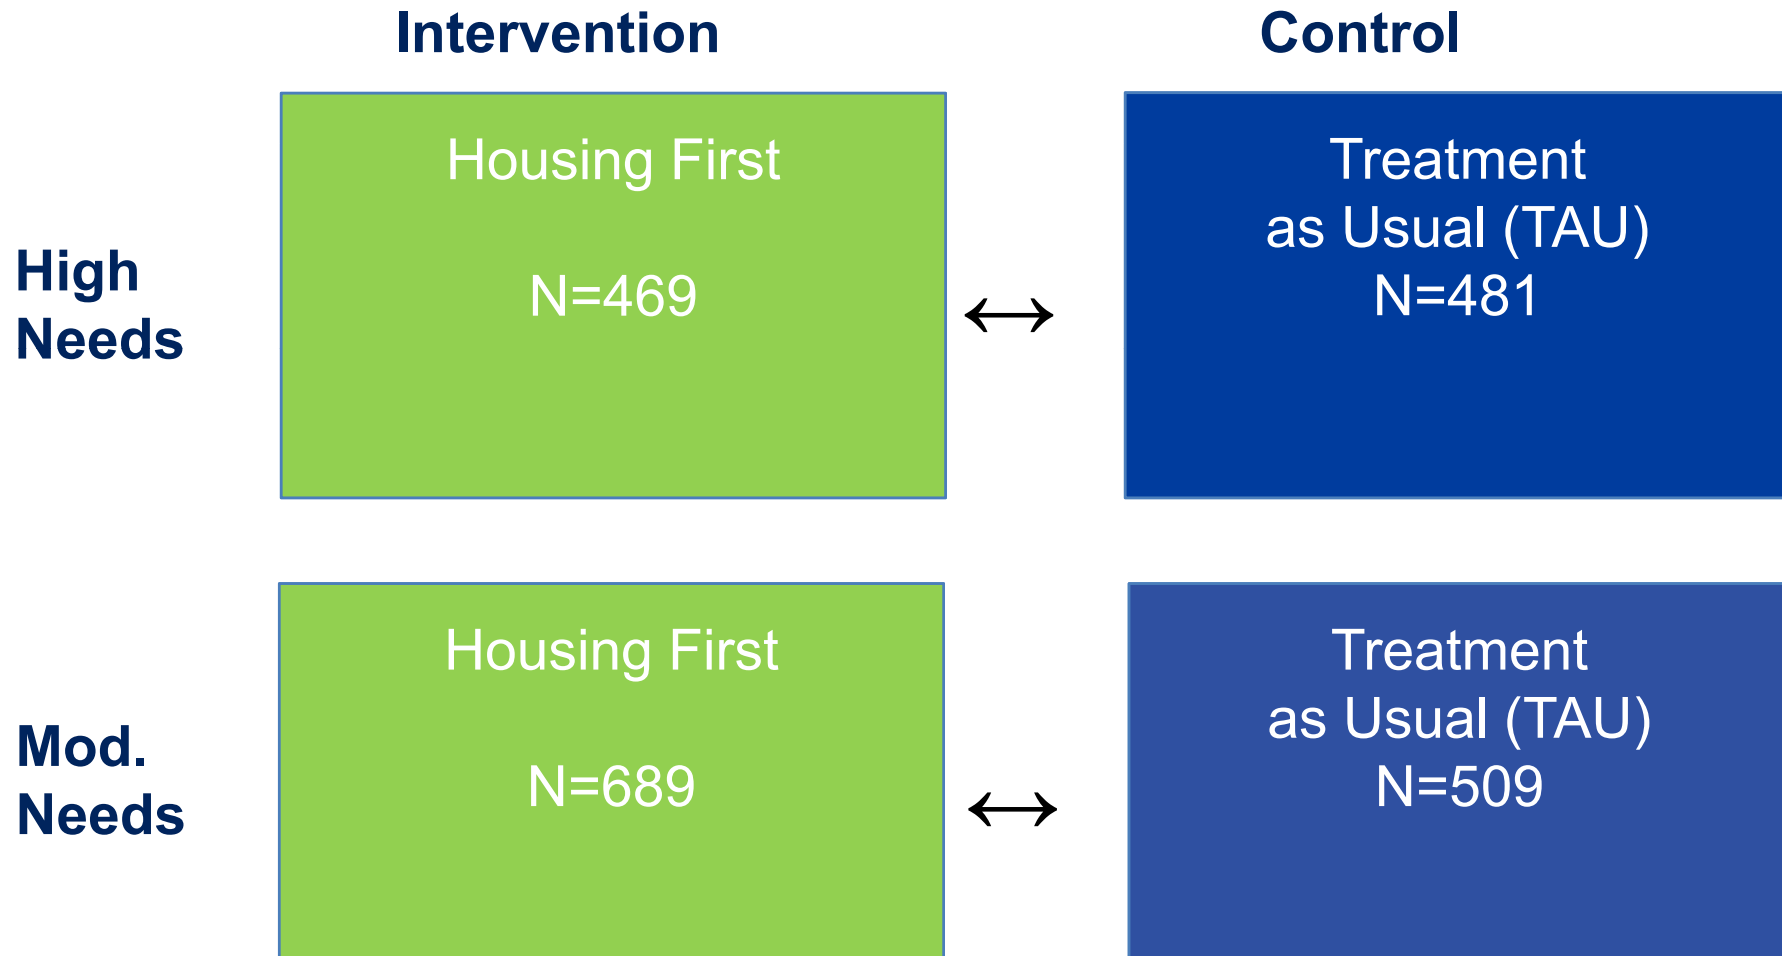 Intervention
Control
High
Needs
Housing First
N=469
Treatment
as Usual (TAU)
N=481
Mod.
Needs
Housing First
N=689
Treatment
as Usual (TAU)
N=509